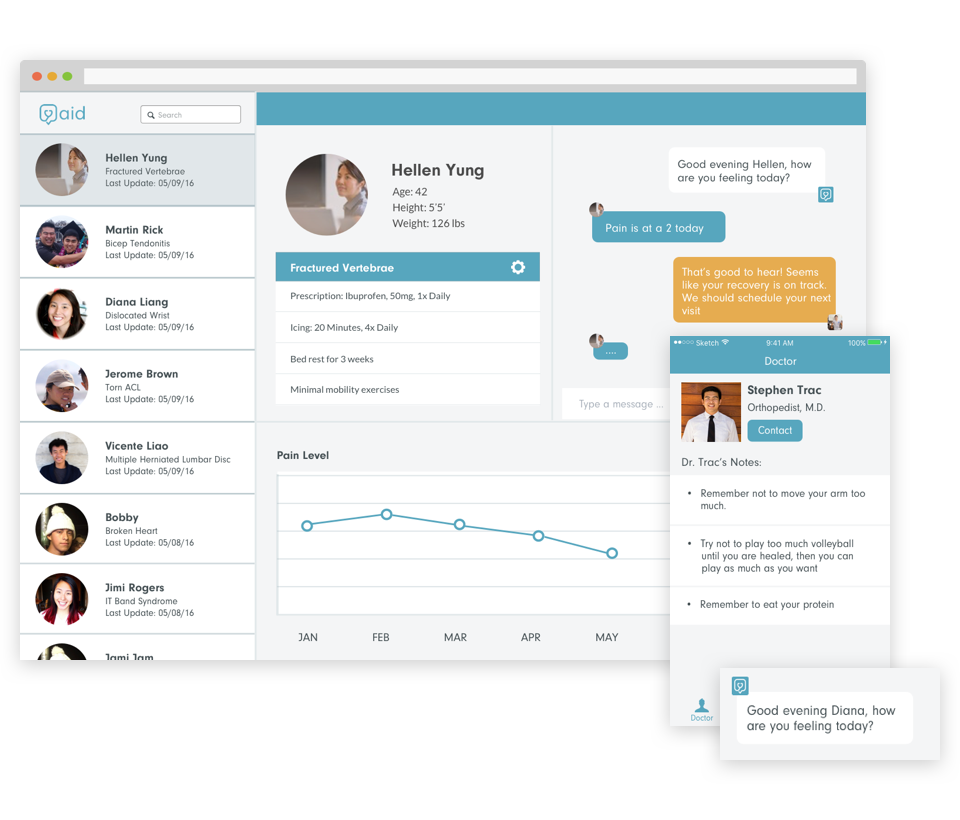 aid
Search
Hellen Yung
Fractured Vertebrae
Last Update: 05/09/16
Martin Rick
Bicep Tendonitis
Last Update: 05/09/16
Diana Liang
Dislocated Wrist
Last Update: 05/09/16
Jerome Brown
Torn ACL
Last Update: 05/09/16
Vicente Liao
Multiple Herniated Lumbar Disc
Last Update: 05/09/16
Bobby
Broken Heart
Last Update: 05/08/16
Jimi Rogers
IT Band Syndrome
Last Update: 05/08/16
Jami Jam
Hellen Yung
Age: 42
Height: 5'5'
Weight: 126 lbs
Fractured Vertebrae
Prescription: Ibuprofen, 50mg, 1x Daily
Icing: 20 Minutes, 4x Daily
Bed rest for 3 weeks
Minimal mobility exercises
Good evening Hellen, how
are you feeling today?
Pain is at a 2 today
That's good to hear! Seems
like your recovery is on track.
We should schedule your next
visit
....
Type a message ...
Pain Level
JAN FEB MAR APR MAY
Sketch 9:41 AM 100%
Doctor
Stephen Trac
Orthopedist, M.D.
Contact
Dr. Trac's Notes:
• Remember not to move your arm too
much.
• Try not to play too much volleyball
until you are healed, then you can
play as much as you want
• Remember to eat your protein
Doctor
Good evening Diana, how
are you feeling today?